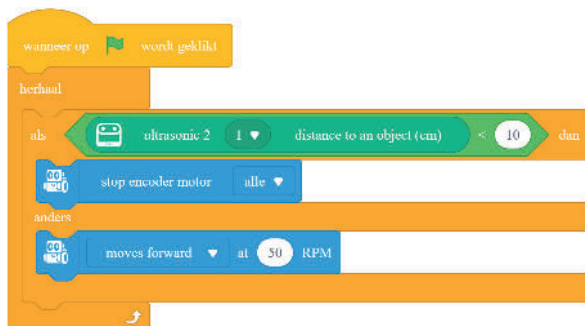 wanneer op wordt geklikt
herhaal
als ultrasonic 2 1 distance to an object (cm) < 10 dan
stop encoder motor alle
anders
moves forward at 50 RPM